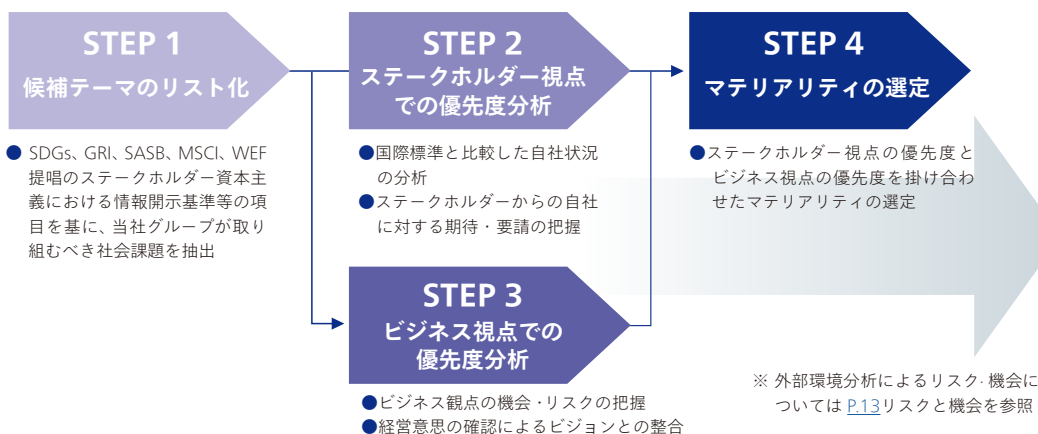 STEP 1
候補テーマのリスト化
● SDGs、GRI、SASB、MSCI、WEF
提唱のステークホルダー資本主
義における情報開示基準等の項
目を基に、当社グループが取り
組むべき社会課題を抽出
STEP 2
ステークホルダー視点
での優先度分析
●国際標準と比較した自社状況
の分析
●ステークホルダーからの自社
に対する期待・要請の把握
STEP 3
ビジネス視点での
優先度分析
●ビジネス観点の機会・リスクの把握
●経営意思の確認によるビジョンとの整合
STEP 4
マテリアリティの選定
●ステークホルダー視点の優先度と
ビジネス視点の優先度を掛け合わ
せたマテリアリティの選定
※ 外部環境分析によるリスク・機会に
ついては P.13リスクと機会を参照